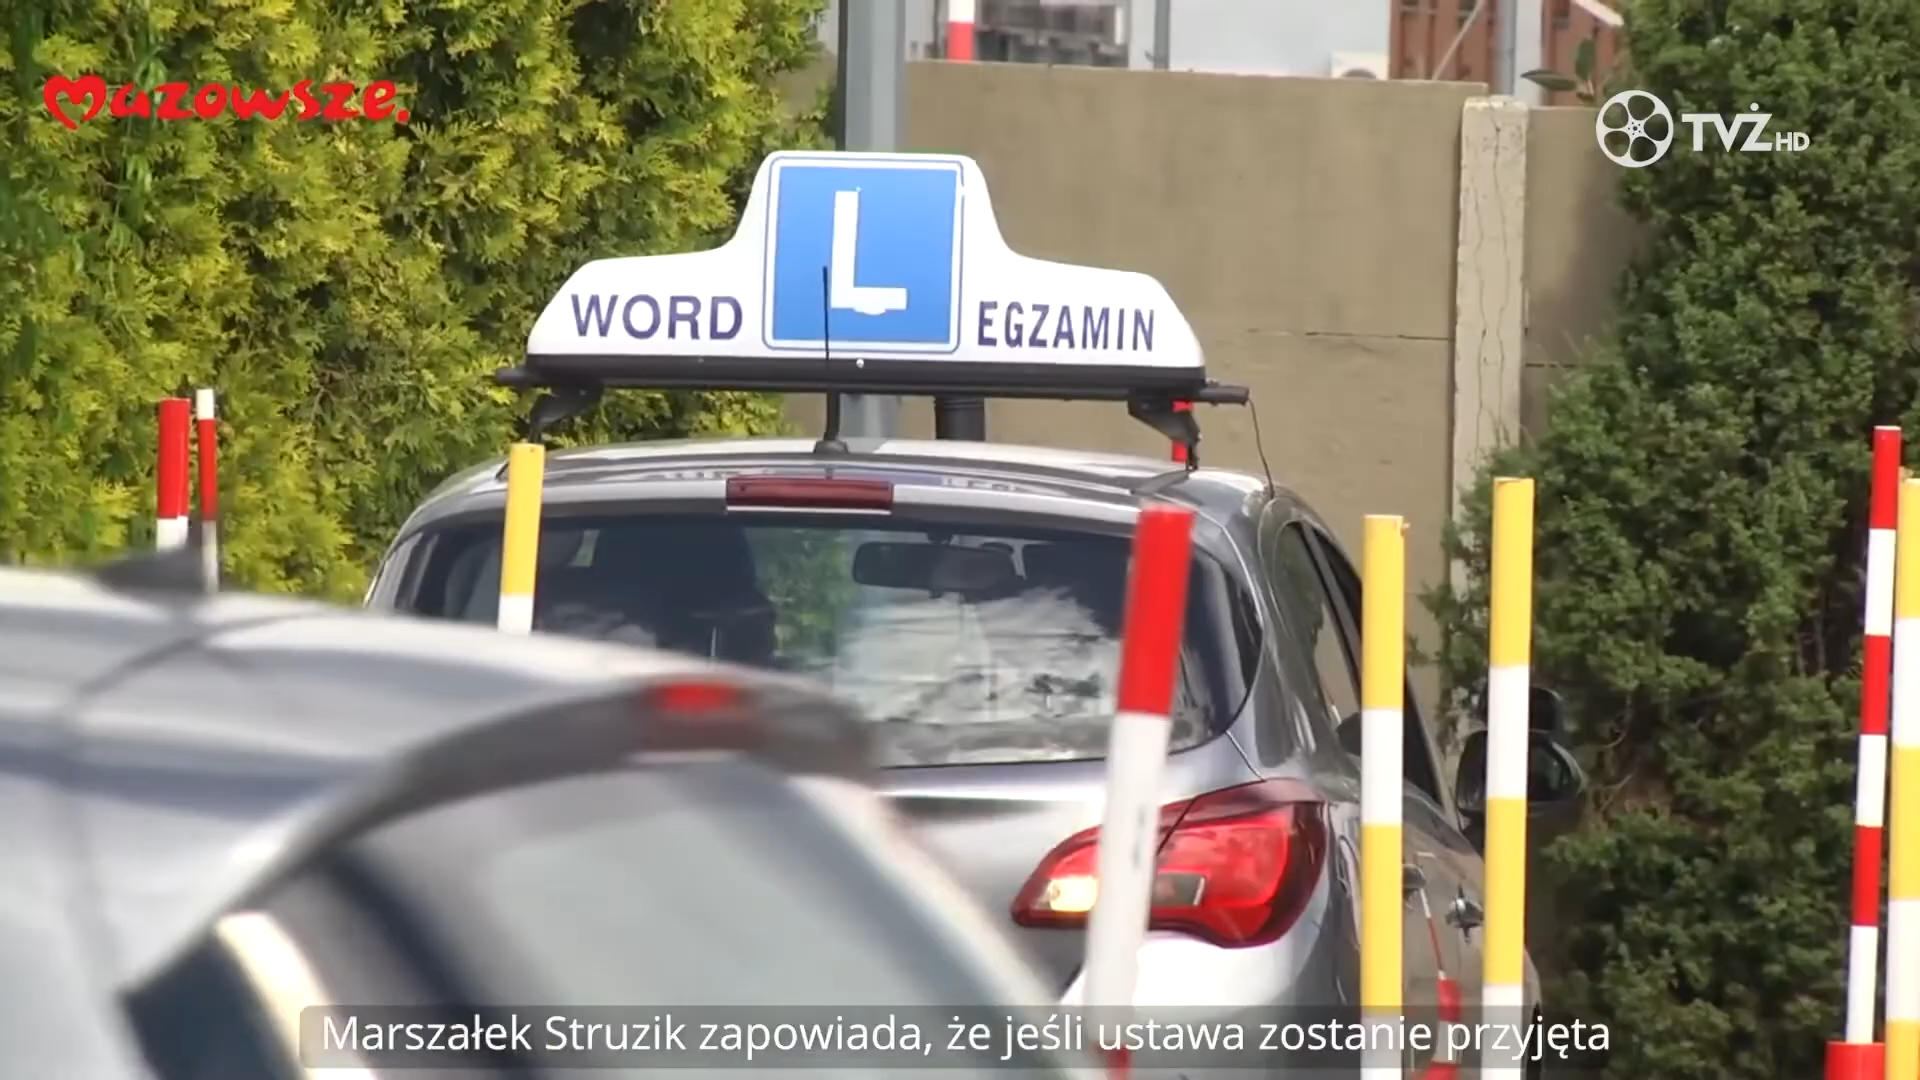 Mazowsze.
TVŻ HD
L
WORD EGZAMIN
Marszałek Struzik zapowiada, że jeśli ustawa zostanie przyjęta